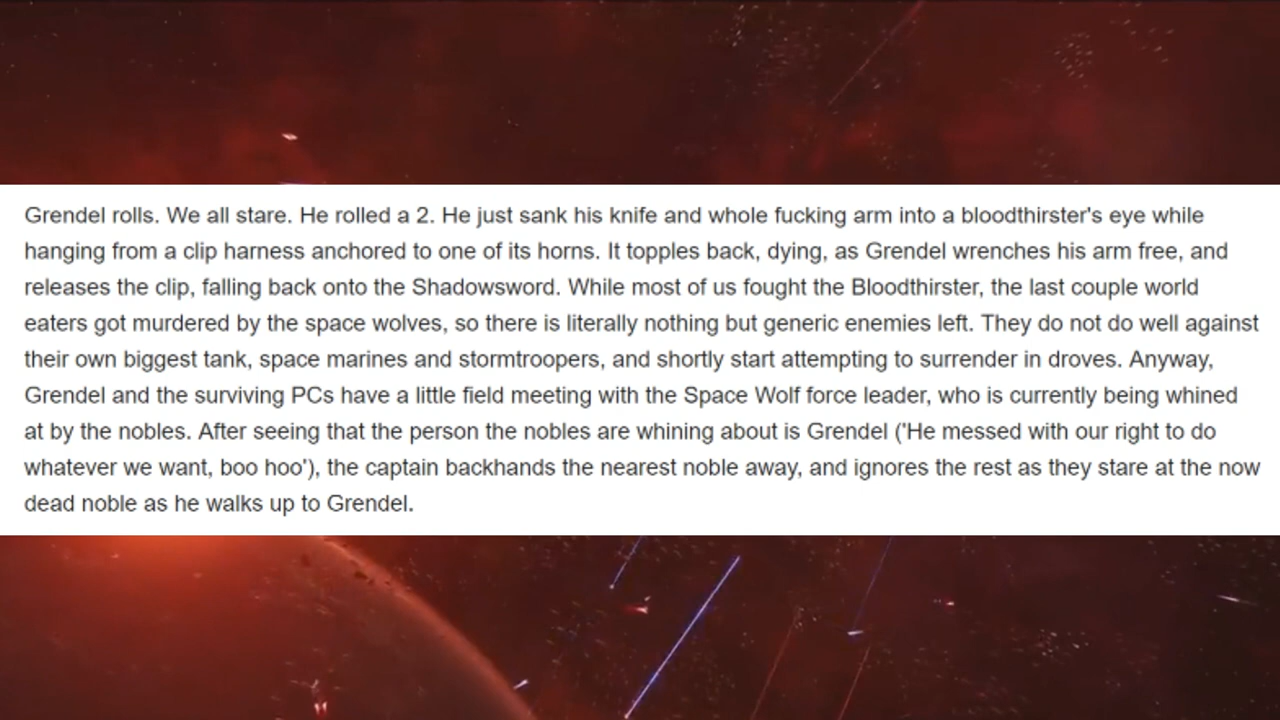 Grendel rolls. We all stare. He rolled a 2. He just sank his knife and whole fucking arm into a bloodthirster's eye while
hanging from a clip harness anchored to one of its horns. It topples back, dying, as Grendel wrenches his arm free, and
releases the clip, falling back onto the Shadowsword. While most of us fought the Bloodthirster, the last couple world
eaters got murdered by the space wolves, so there is literally nothing but generic enemies left. They do not do well against
their own biggest tank, space marines and stormtroopers, and shortly start attempting to surrender in droves. Anyway,
Grendel and the surviving PCs have a little field meeting with the Space Wolf force leader, who is currently being whined
at by the nobles. After seeing that the person the nobles are whining about is Grendel ('He messed with our right to do
whatever we want, boo hoo'), the captain backhands the nearest noble away, and ignores the rest as they stare at the now
dead noble as he walks up to Grendel.